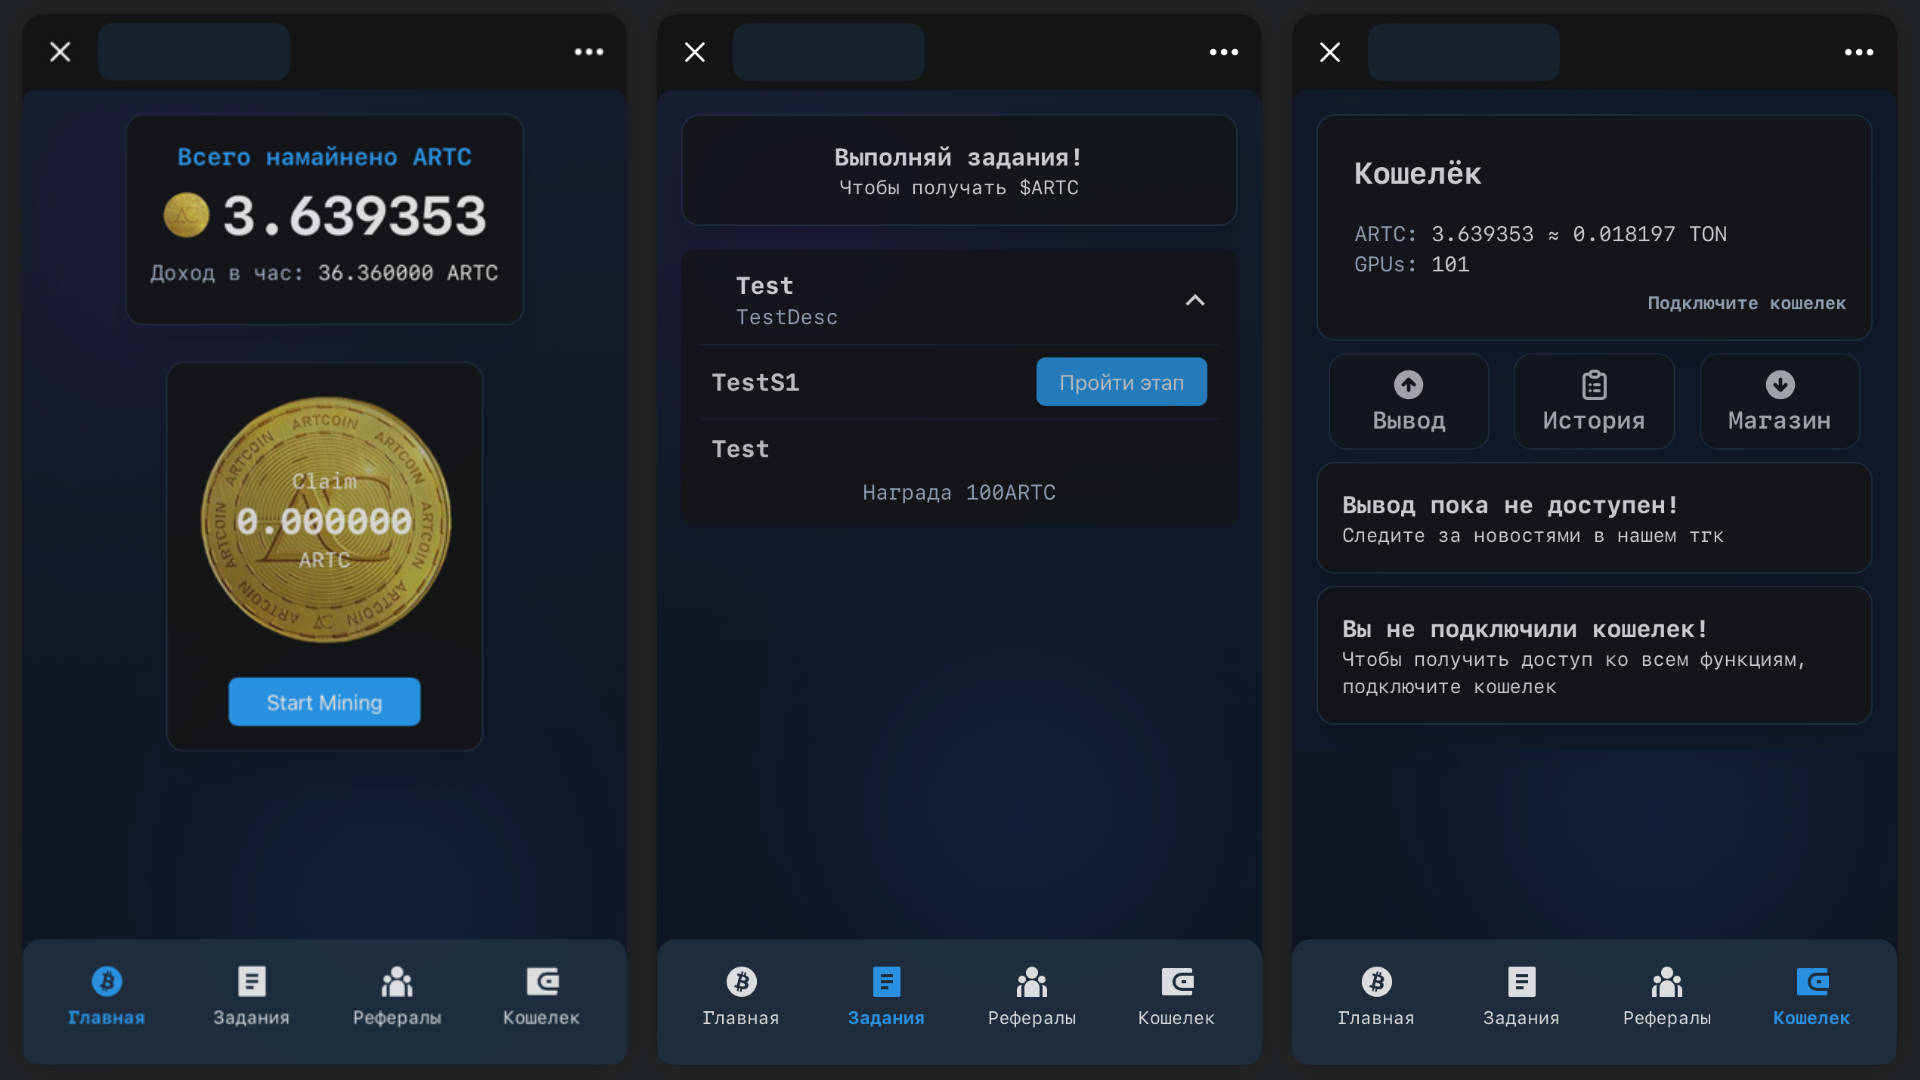 Всего намайнено ARTC
3.639353
Доход в час: 36.360000 ARTC
ARTCOIN ARTCOIN ARTCOIN ARTCOIN ARTCOIN ARTCOIN ARTCOIN ARTCOIN
Claim
0.000000
ARTC
Start Mining
Главная
Задания
Рефералы
Кошелек
Выполняй задания!
Чтобы получать $ARTC
Test
TestDesc
TestS1
Пройти этап
Test
Награда 100ARTC
Главная
Задания
Рефералы
Кошелек
Кошелёк
ARTC: 3.639353 ≈ 0.018197 TON
GPUs: 101
Подключите кошелек
Вывод
История
Магазин
Вывод пока не доступен!
Следите за новостями в нашем тгк
Вы не подключили кошелек!
Чтобы получить доступ ко всем функциям,
подключите кошелек
Главная
Задания
Рефералы
Кошелек